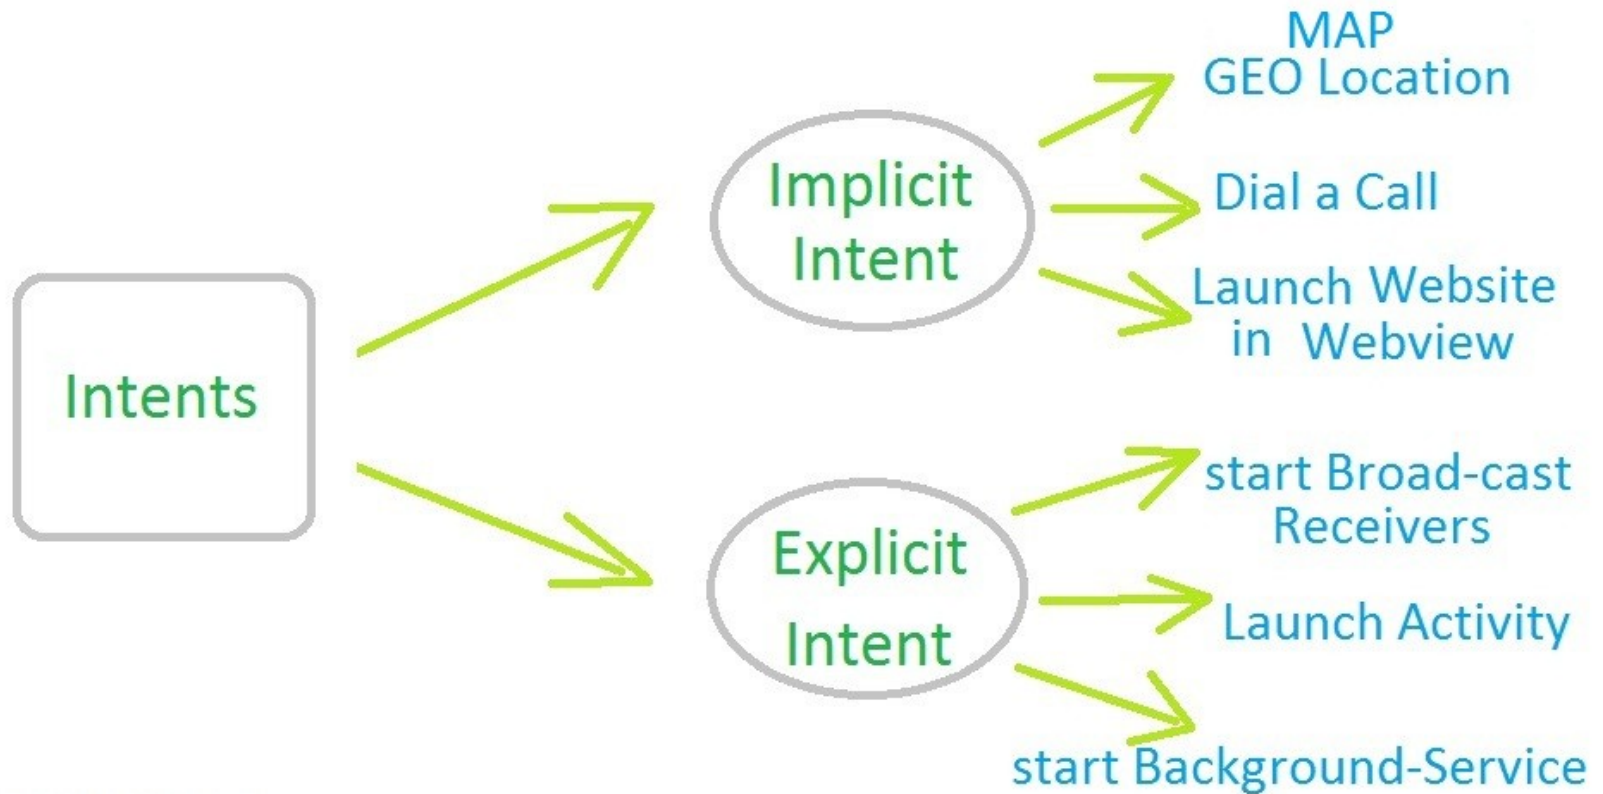 Intents
Implicit
Intent
MAP
GEO Location
Dial a Call
Launch Website
in Webview
Explicit
Intent
start Broad-cast
Receivers
Launch Activity
start Background-Service